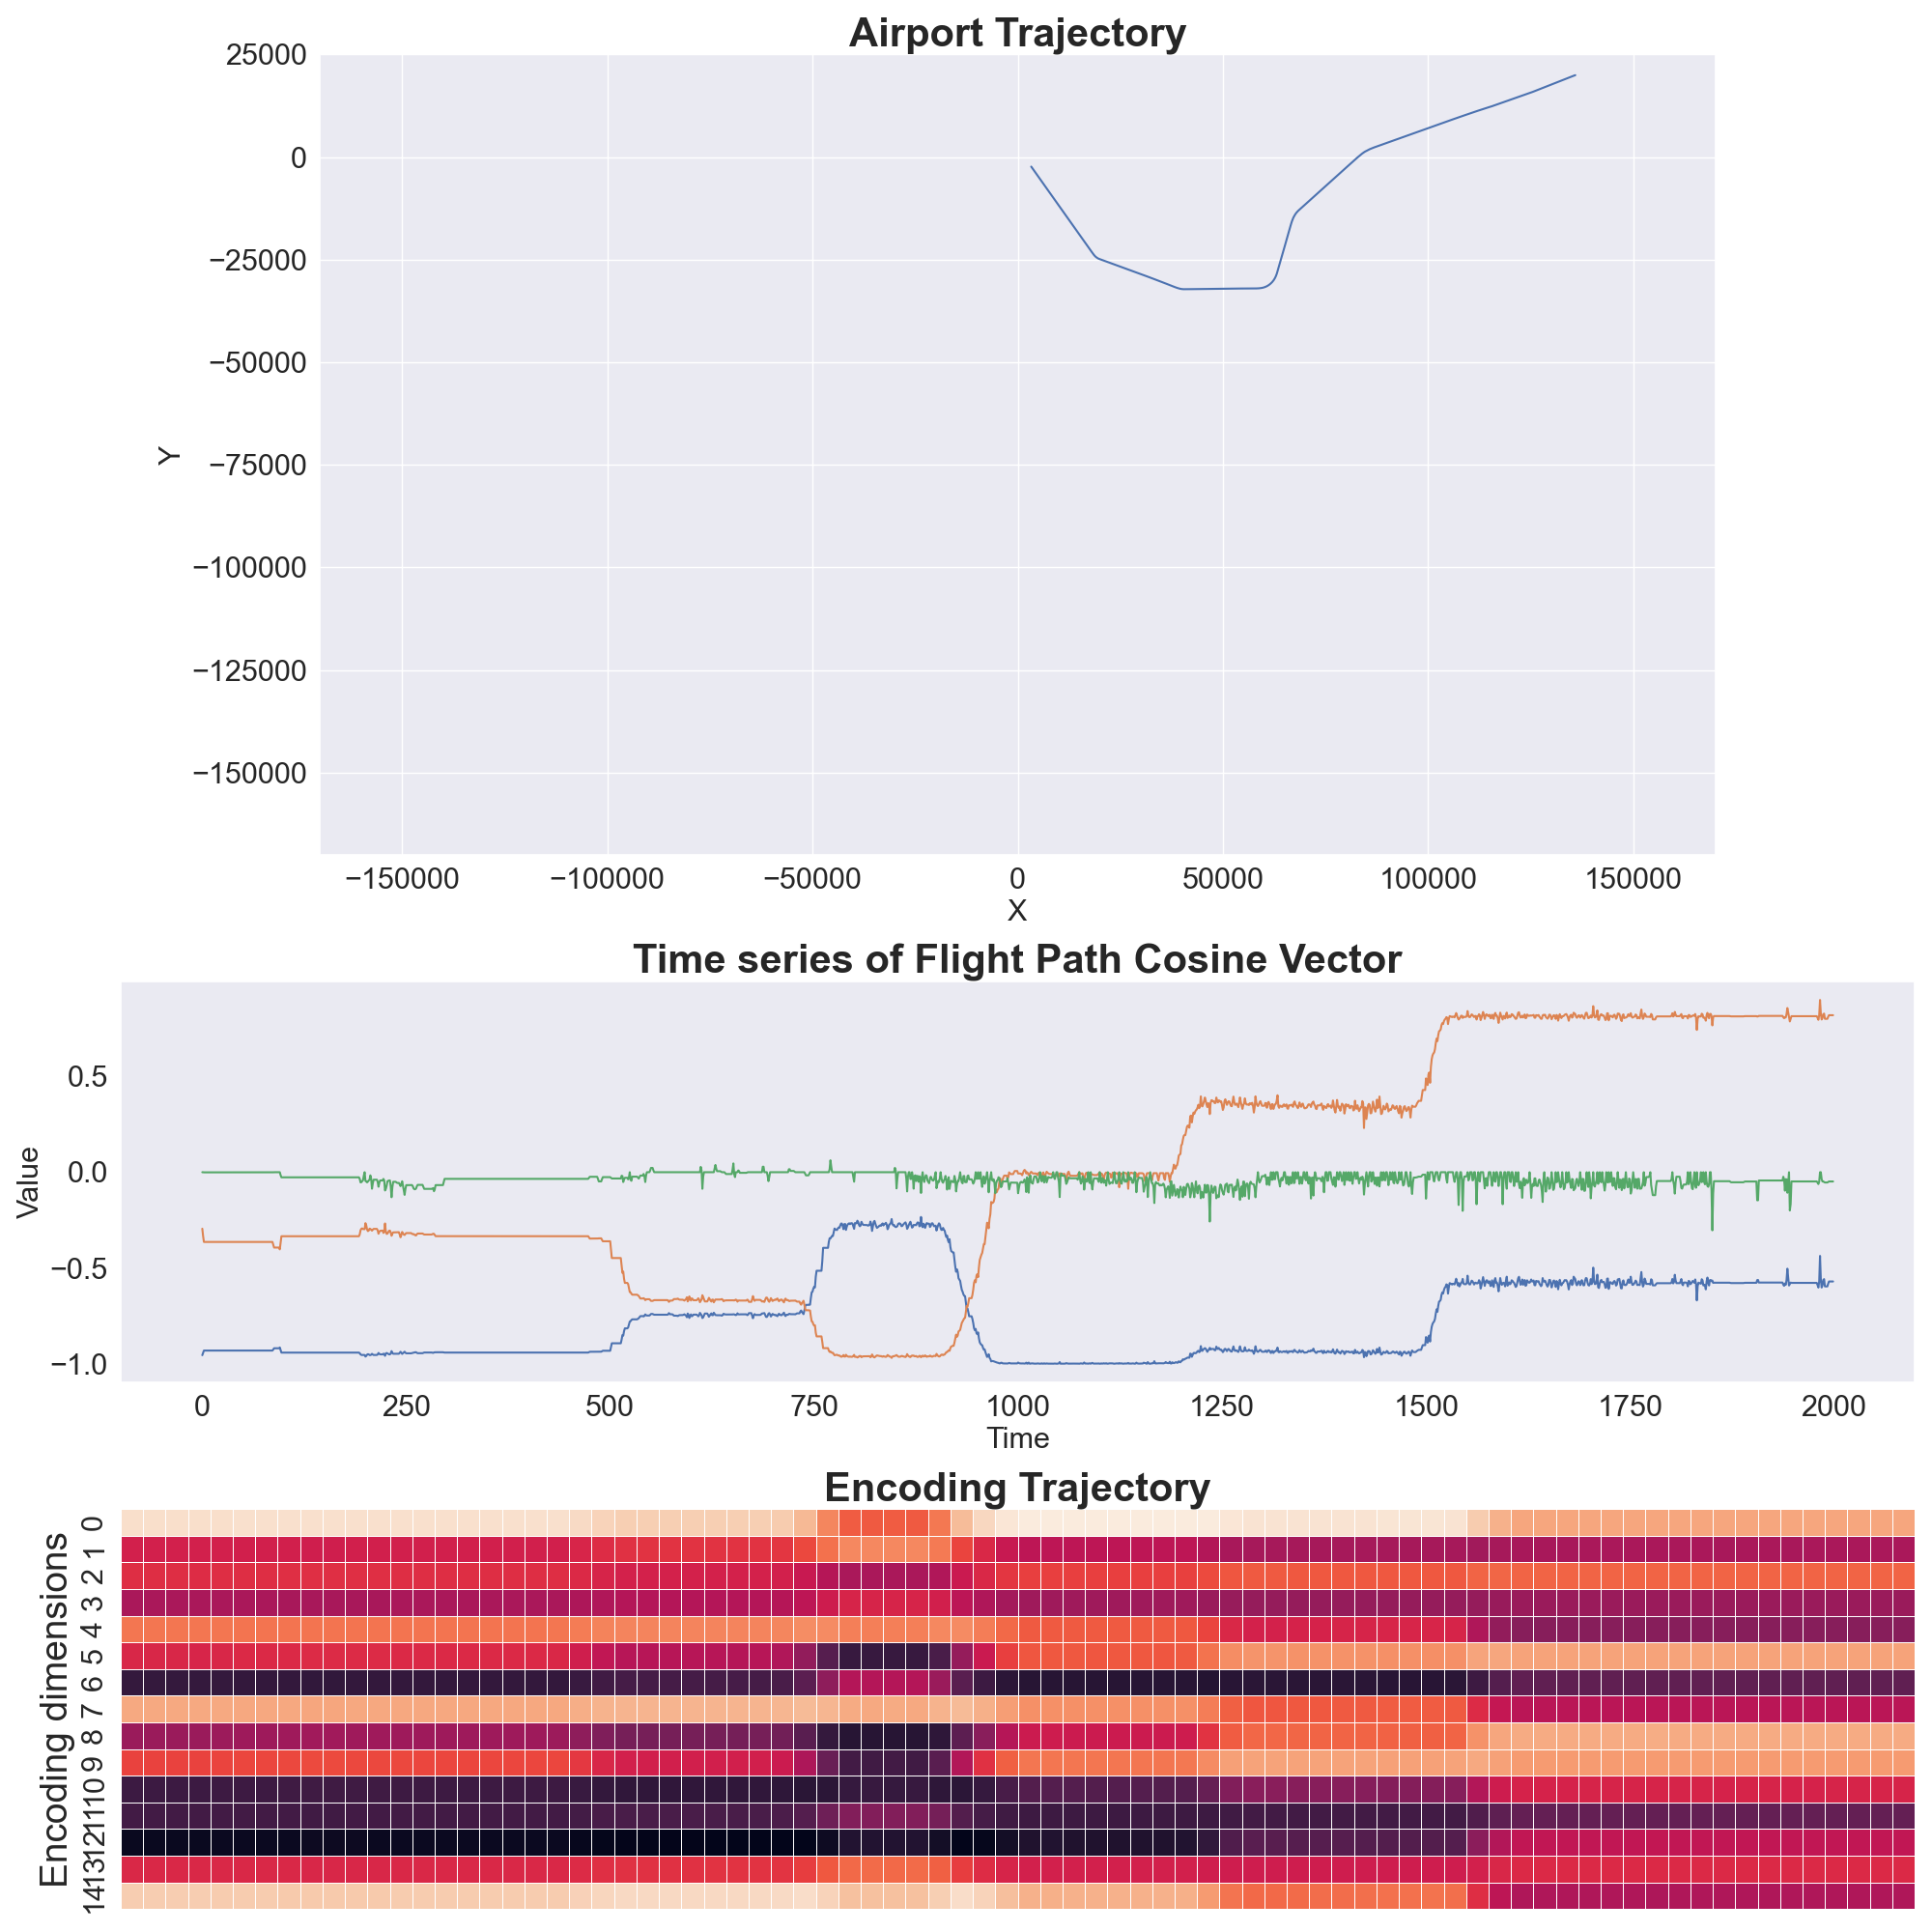 Airport Trajectory
25000
0
−25000
−50000
−75000
−100000
−125000
−150000
Y
−150000 −100000 −50000 0 50000 100000 150000
X
Time series of Flight Path Cosine Vector
0.5
0.0
−0.5
−1.0
Value
0 250 500 750 1000 1250 1500 1750 2000
Time
Encoding Trajectory
Encoding dimensions
0
1
2
3
4
5
6
7
8
9
10
11
12
13
14